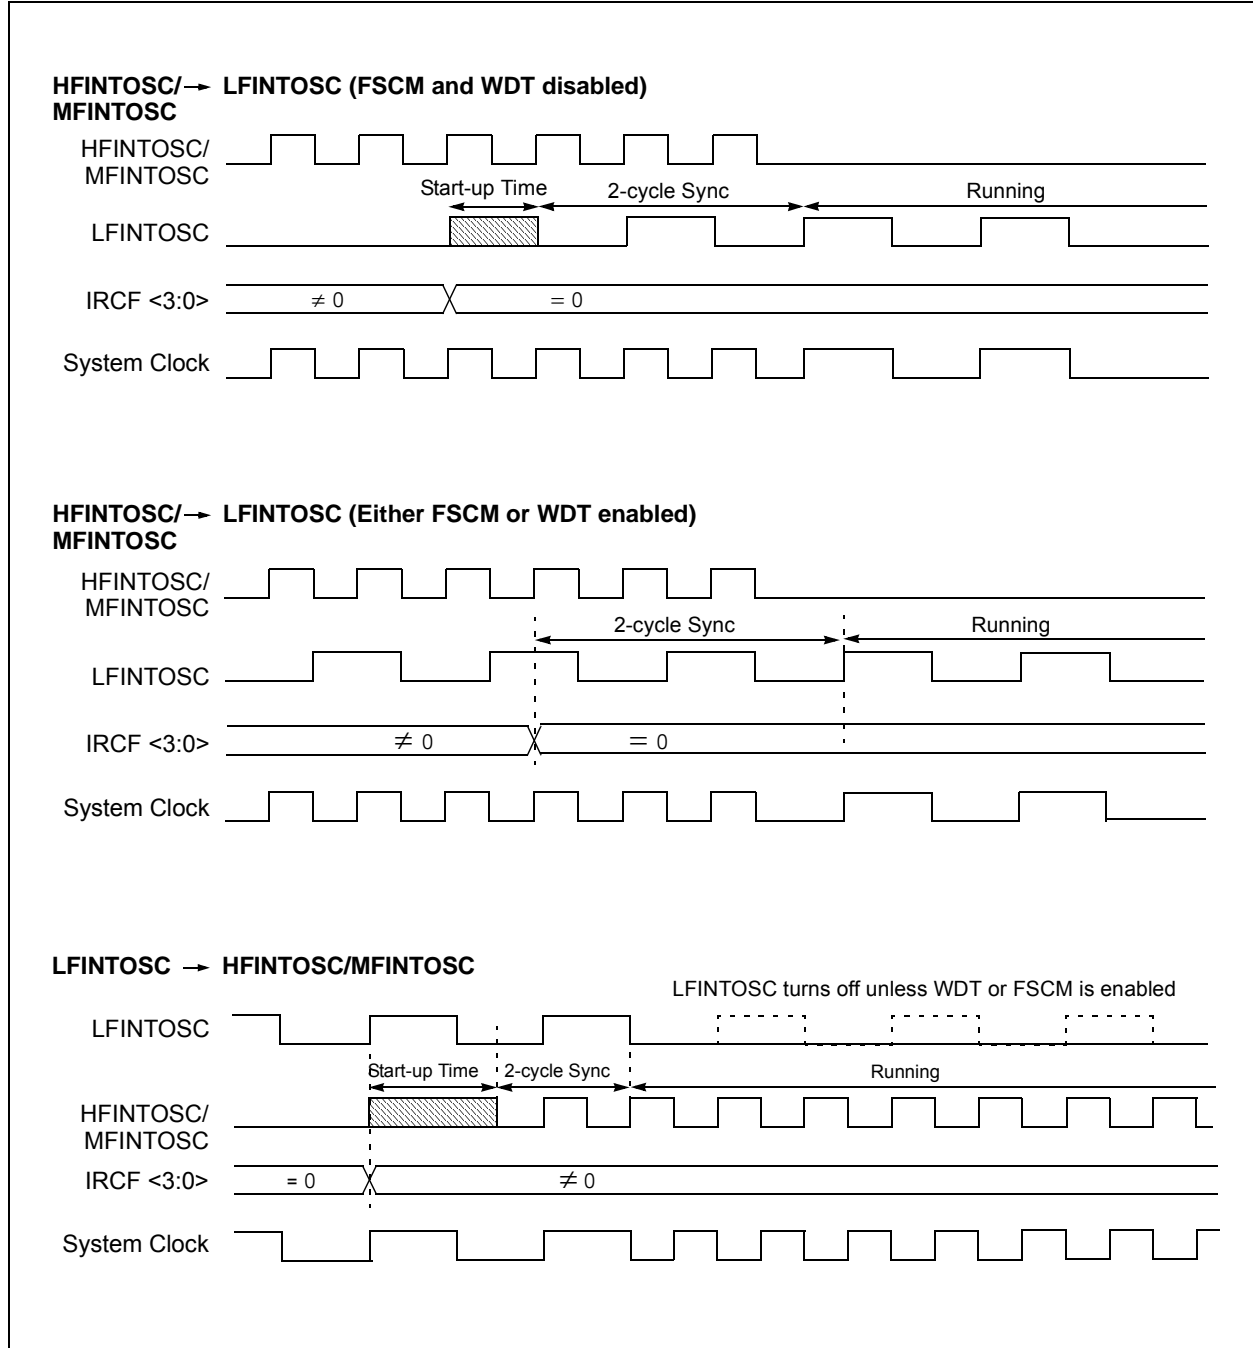 HFINTOSC/→ LFINTOSC (FSCM and WDT disabled)
MFINTOSC
HFINTOSC/
MFINTOSC
Start-up Time 2-cycle Sync Running
LFINTOSC
IRCF <3:0> ≠ 0 = 0
System Clock
HFINTOSC/→ LFINTOSC (Either FSCM or WDT enabled)
MFINTOSC
HFINTOSC/
MFINTOSC
2-cycle Sync Running
LFINTOSC
IRCF <3:0> ≠ 0 = 0
System Clock
LFINTOSC → HFINTOSC/MFINTOSC
LFINTOSC turns off unless WDT or FSCM is enabled
LFINTOSC
Start-up Time 2-cycle Sync Running
HFINTOSC/
MFINTOSC
IRCF <3:0> = 0 ≠ 0
System Clock